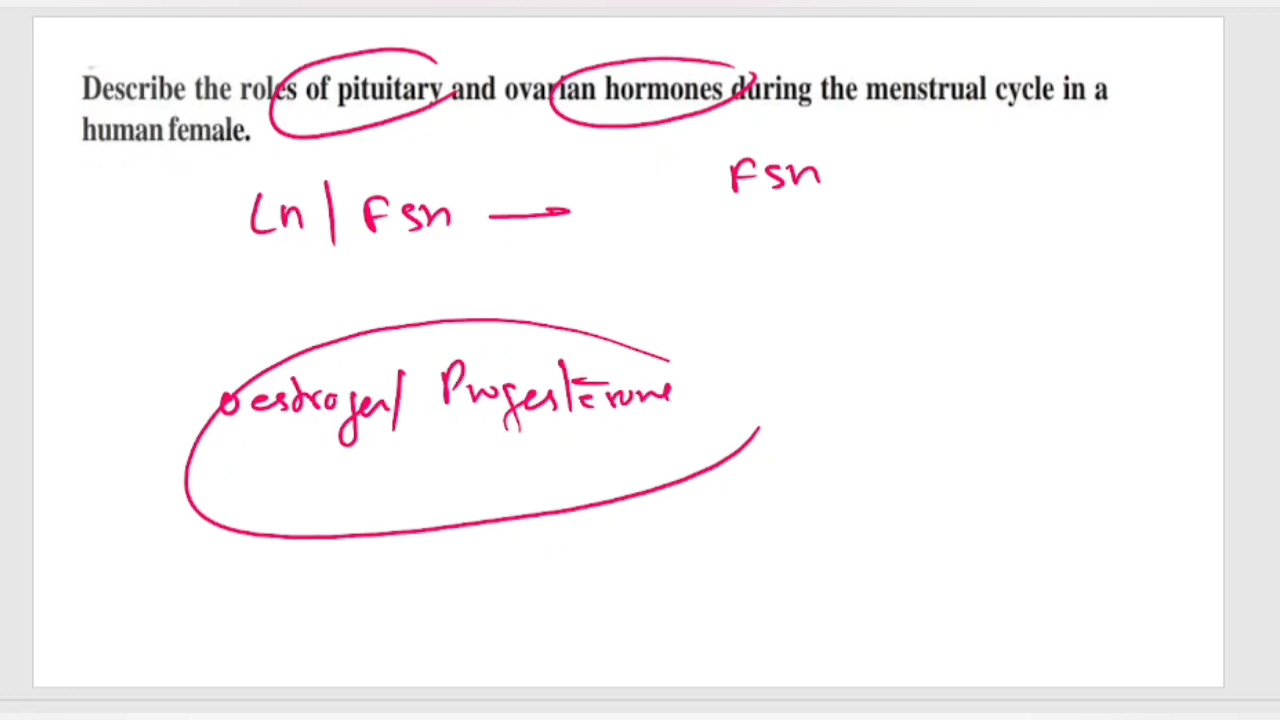 Describe the roles of pituitary and ovarian hormones during the menstrual cycle in a
human female.
FSH
LH | FSH →
oestrogen/ Progesterone